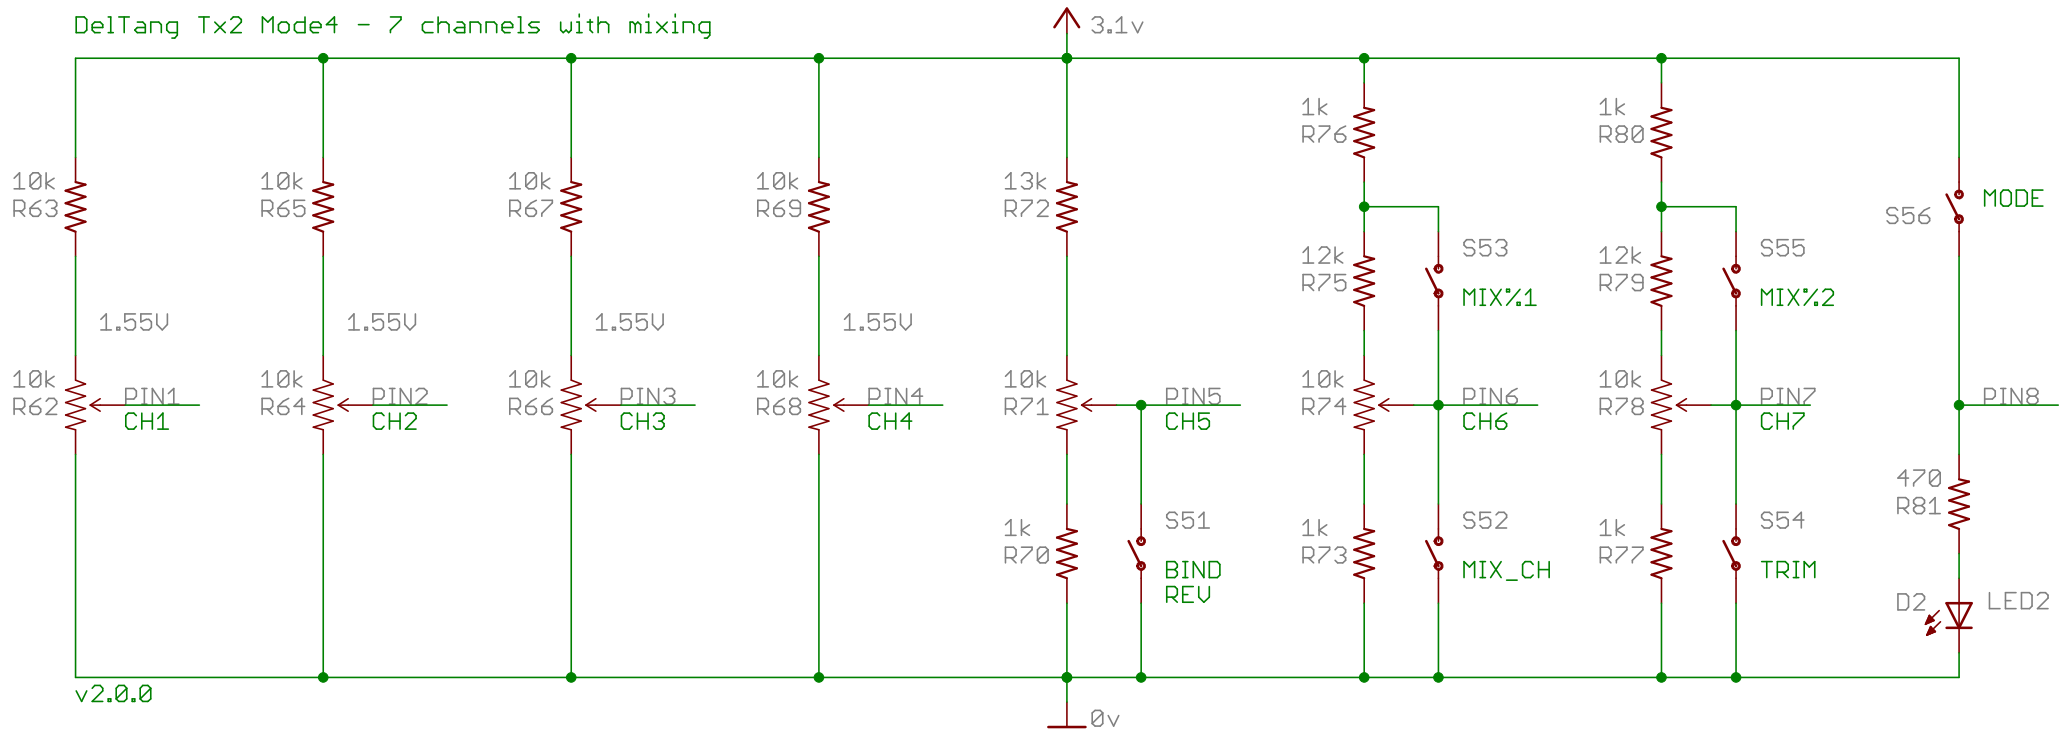 DelTang Tx2 Mode4 - 7 channels with mixing
3.1v
1k
R76
1k
R80
10k
R63
10k
R65
10k
R67
10k
R69
13k
R72
S56
MODE
12k
R75
S53
MIX%1
12k
R79
S55
MIX%2
1.55V
1.55V
1.55V
1.55V
10k
R62
PIN1
CH1
10k
R64
PIN2
CH2
10k
R66
PIN3
CH3
10k
R68
PIN4
CH4
10k
R71
PIN5
CH5
10k
R74
PIN6
CH6
10k
R78
PIN7
CH7
PIN8
470
R81
1k
R70
S51
BIND
REV
1k
R73
S52
MIX_CH
1k
R77
S54
TRIM
D2
LED2
v2.0.0
0v